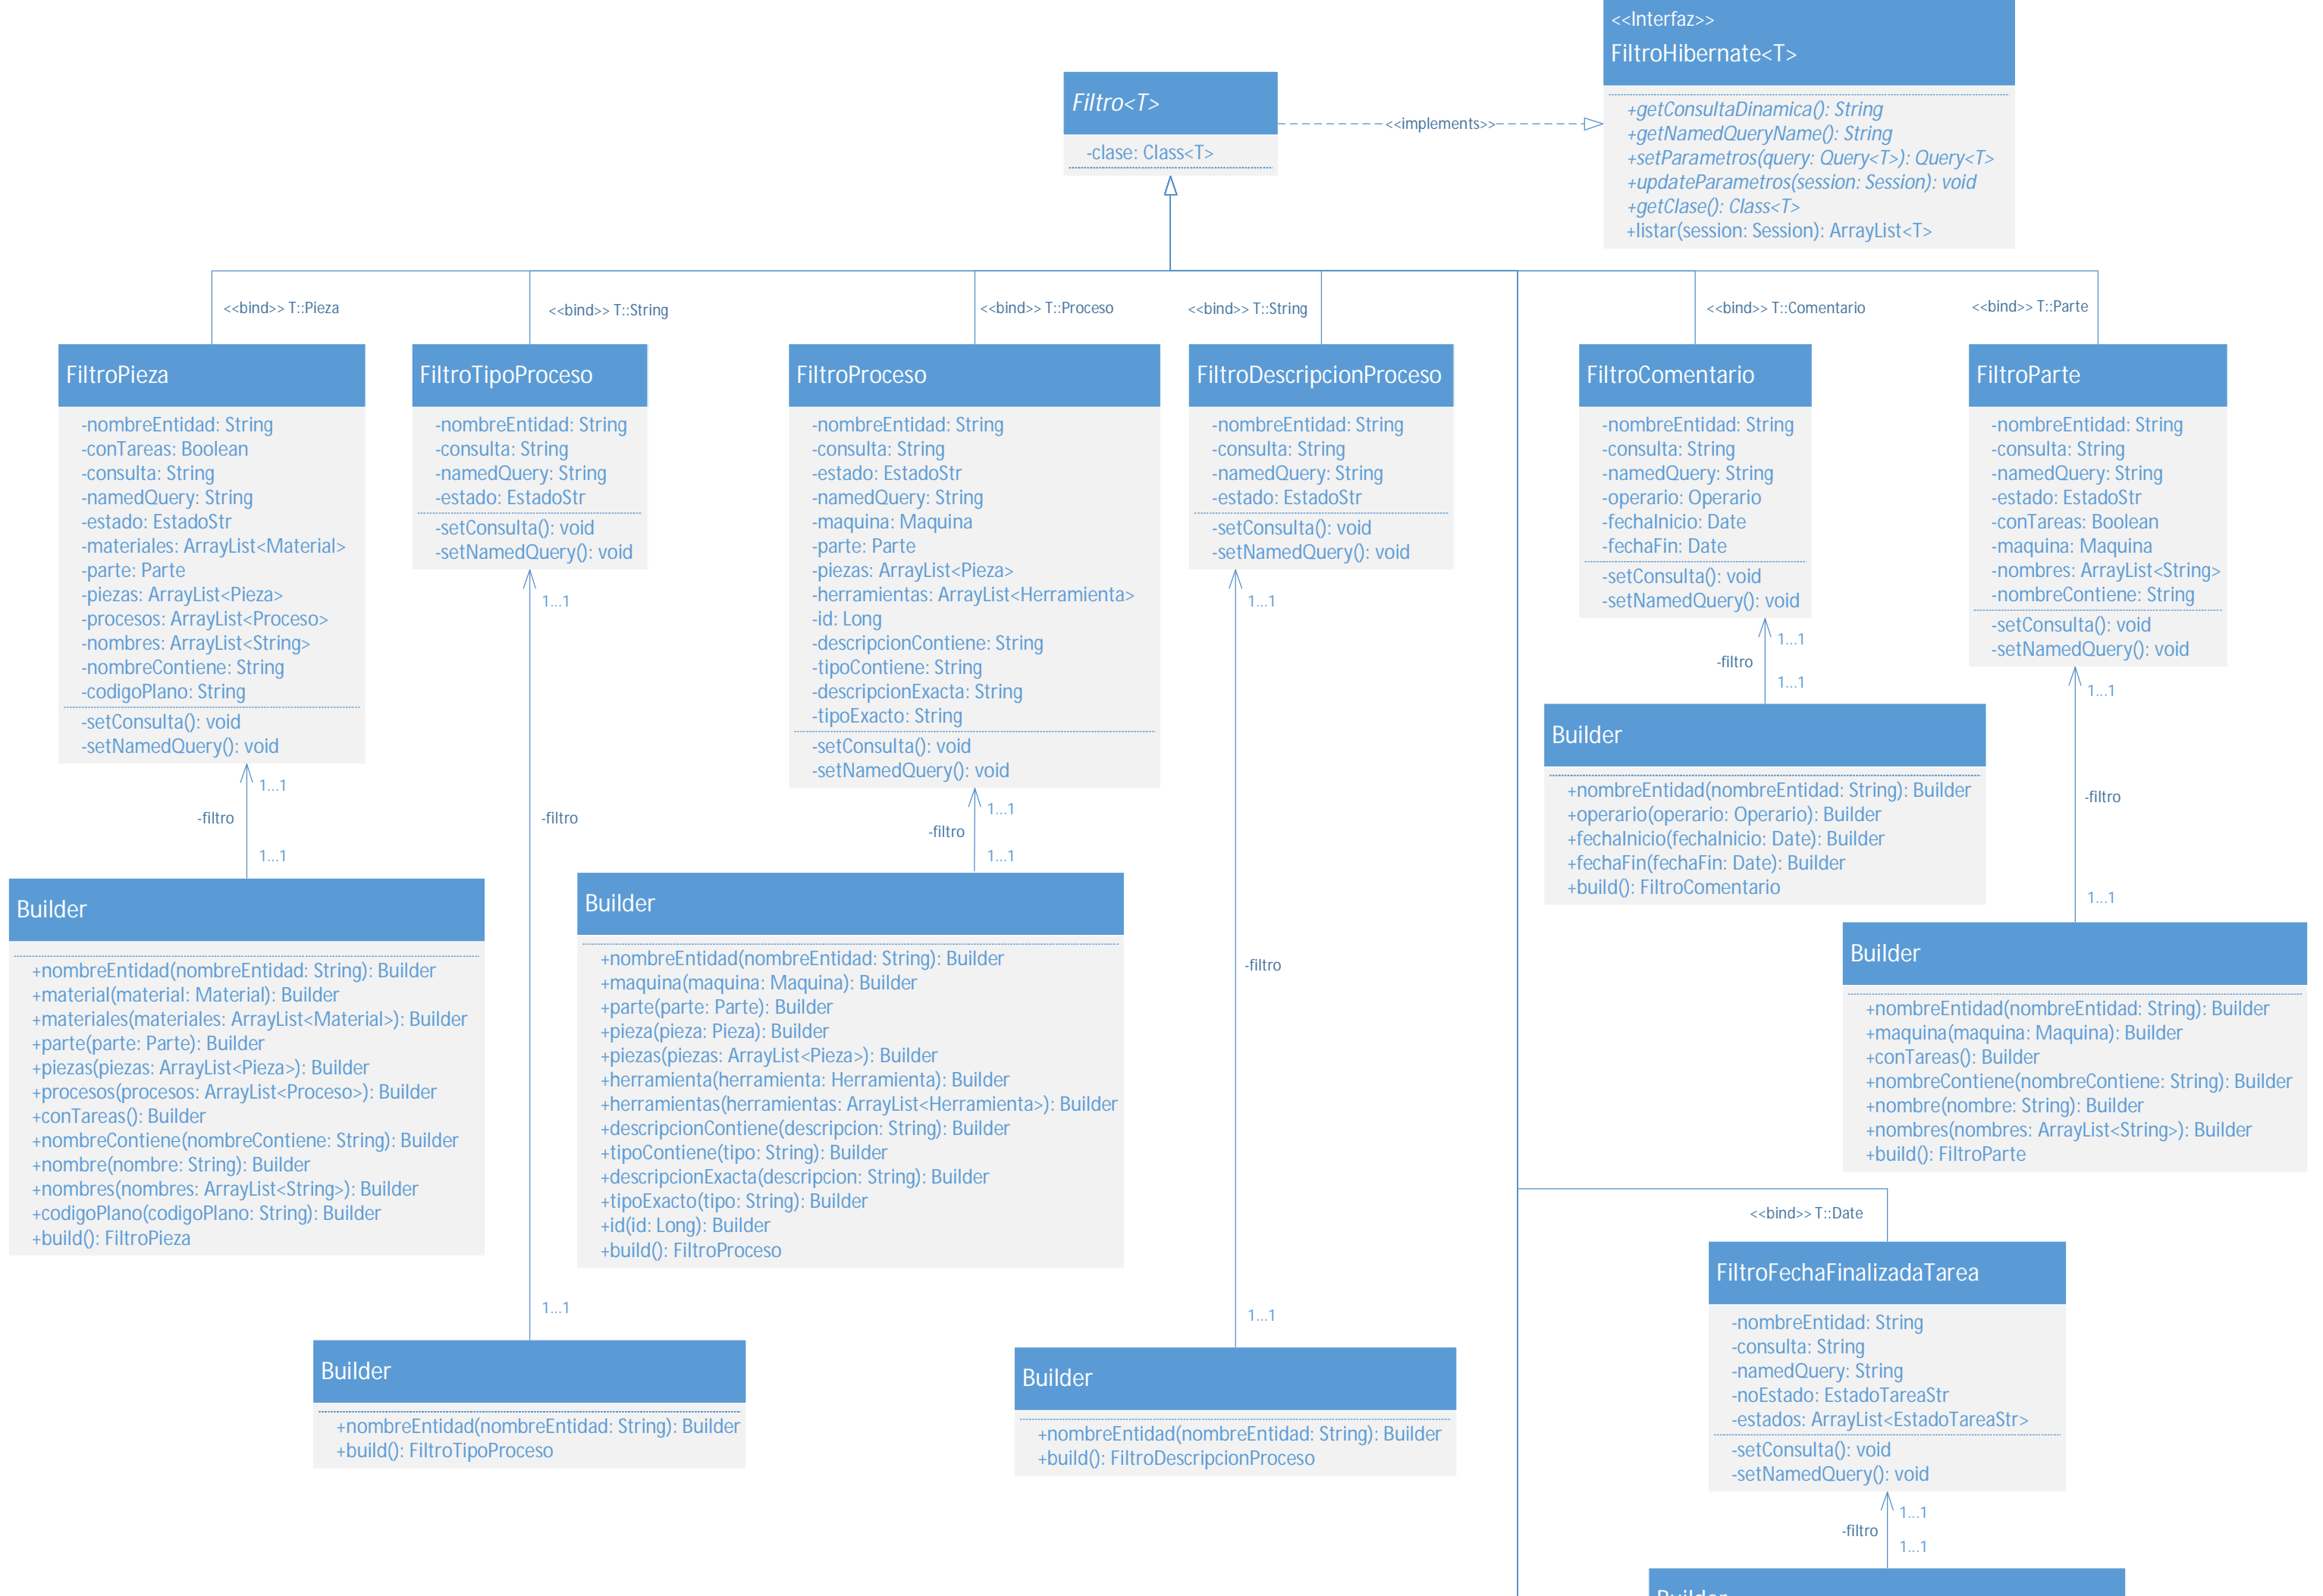 <<Interfaz>>
FiltroHibernate<T>
+getConsultaDinamica(): String
+getNamedQueryName(): String
+setParametros(query: Query<T>): Query<T>
+updateParametros(session: Session): void
+getClase(): Class<T>
+listar(session: Session): ArrayList<T>
Filtro<T>
-clase: Class<T>
<<implements>>
<<bind>> T::Pieza
<<bind>> T::String
<<bind>> T::Proceso
<<bind>> T::String
<<bind>> T::Comentario
<<bind>> T::Parte
FiltroPieza
-nombreEntidad: String
-conTareas: Boolean
-consulta: String
-namedQuery: String
-estado: EstadoStr
-materiales: ArrayList<Material>
-parte: Parte
-piezas: ArrayList<Pieza>
-procesos: ArrayList<Proceso>
-nombres: ArrayList<String>
-nombreContiene: String
-codigoPlano: String
-setConsulta(): void
-setNamedQuery(): void
FiltroTipoProceso
-nombreEntidad: String
-consulta: String
-namedQuery: String
-estado: EstadoStr
-setConsulta(): void
-setNamedQuery(): void
FiltroProceso
-nombreEntidad: String
-consulta: String
-estado: EstadoStr
-namedQuery: String
-maquina: Maquina
-parte: Parte
-piezas: ArrayList<Pieza>
-herramientas: ArrayList<Herramienta>
-id: Long
-descripcionContiene: String
-tipoContiene: String
-descripcionExacta: String
-tipoExacto: String
-setConsulta(): void
-setNamedQuery(): void
FiltroDescripcionProceso
-nombreEntidad: String
-consulta: String
-namedQuery: String
-estado: EstadoStr
-setConsulta(): void
-setNamedQuery(): void
FiltroComentario
-nombreEntidad: String
-consulta: String
-namedQuery: String
-operario: Operario
-fechaInicio: Date
-fechaFin: Date
-setConsulta(): void
-setNamedQuery(): void
FiltroParte
-nombreEntidad: String
-consulta: String
-namedQuery: String
-estado: EstadoStr
-conTareas: Boolean
-maquina: Maquina
-nombres: ArrayList<String>
-nombreContiene: String
-setConsulta(): void
-setNamedQuery(): void
1...1
-filtro
1...1
1...1
-filtro
1...1
1...1
-filtro
1...1
1...1
-filtro
1...1
1...1
-filtro
1...1
1...1
-filtro
1...1
Builder
+nombreEntidad(nombreEntidad: String): Builder
+material(material: Material): Builder
+materiales(materiales: ArrayList<Material>): Builder
+parte(parte: Parte): Builder
+piezas(piezas: ArrayList<Pieza>): Builder
+procesos(procesos: ArrayList<Proceso>): Builder
+conTareas(): Builder
+nombreContiene(nombreContiene: String): Builder
+nombre(nombre: String): Builder
+nombres(nombres: ArrayList<String>): Builder
+codigoPlano(codigoPlano: String): Builder
+build(): FiltroPieza
Builder
+nombreEntidad(nombreEntidad: String): Builder
+maquina(maquina: Maquina): Builder
+parte(parte: Parte): Builder
+pieza(pieza: Pieza): Builder
+piezas(piezas: ArrayList<Pieza>): Builder
+herramienta(herramienta: Herramienta): Builder
+herramientas(herramientas: ArrayList<Herramienta>): Builder
+descripcionContiene(descripcion: String): Builder
+tipoContiene(tipo: String): Builder
+descripcionExacta(descripcion: String): Builder
+tipoExacto(tipo: String): Builder
+id(id: Long): Builder
+build(): FiltroProceso
Builder
+nombreEntidad(nombreEntidad: String): Builder
+operario(operario: Operario): Builder
+fechaInicio(fechaInicio: Date): Builder
+fechaFin(fechaFin: Date): Builder
+build(): FiltroComentario
Builder
+nombreEntidad(nombreEntidad: String): Builder
+maquina(maquina: Maquina): Builder
+conTareas(): Builder
+nombreContiene(nombreContiene: String): Builder
+nombre(nombre: String): Builder
+nombres(nombres: ArrayList<String>): Builder
+build(): FiltroParte
Builder
+nombreEntidad(nombreEntidad: String): Builder
+build(): FiltroTipoProceso
Builder
+nombreEntidad(nombreEntidad: String): Builder
+build(): FiltroDescripcionProceso
<<bind>> T::Date
FiltroFechaFinalizadaTarea
-nombreEntidad: String
-consulta: String
-namedQuery: String
-noEstado: EstadoTareaStr
-estados: ArrayList<EstadoTareaStr>
-setConsulta(): void
-setNamedQuery(): void
1...1
-filtro
1...1